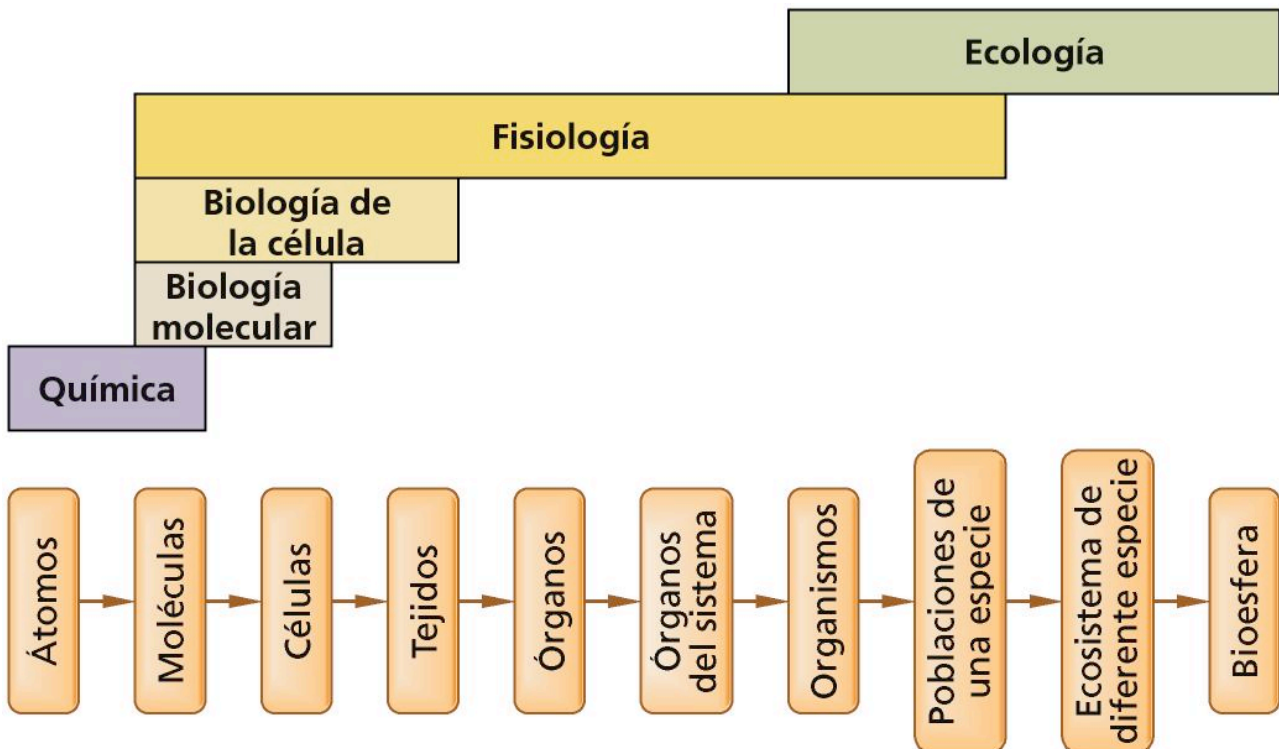 Ecología
Fisiología
Biología de
la célula
Biología
molecular
Química
Átomos
Moléculas
Células
Tejidos
Órganos
Órganos
del sistema
Organismos
Poblaciones de
una especie
Ecosistema de
diferente especie
Bioesfera